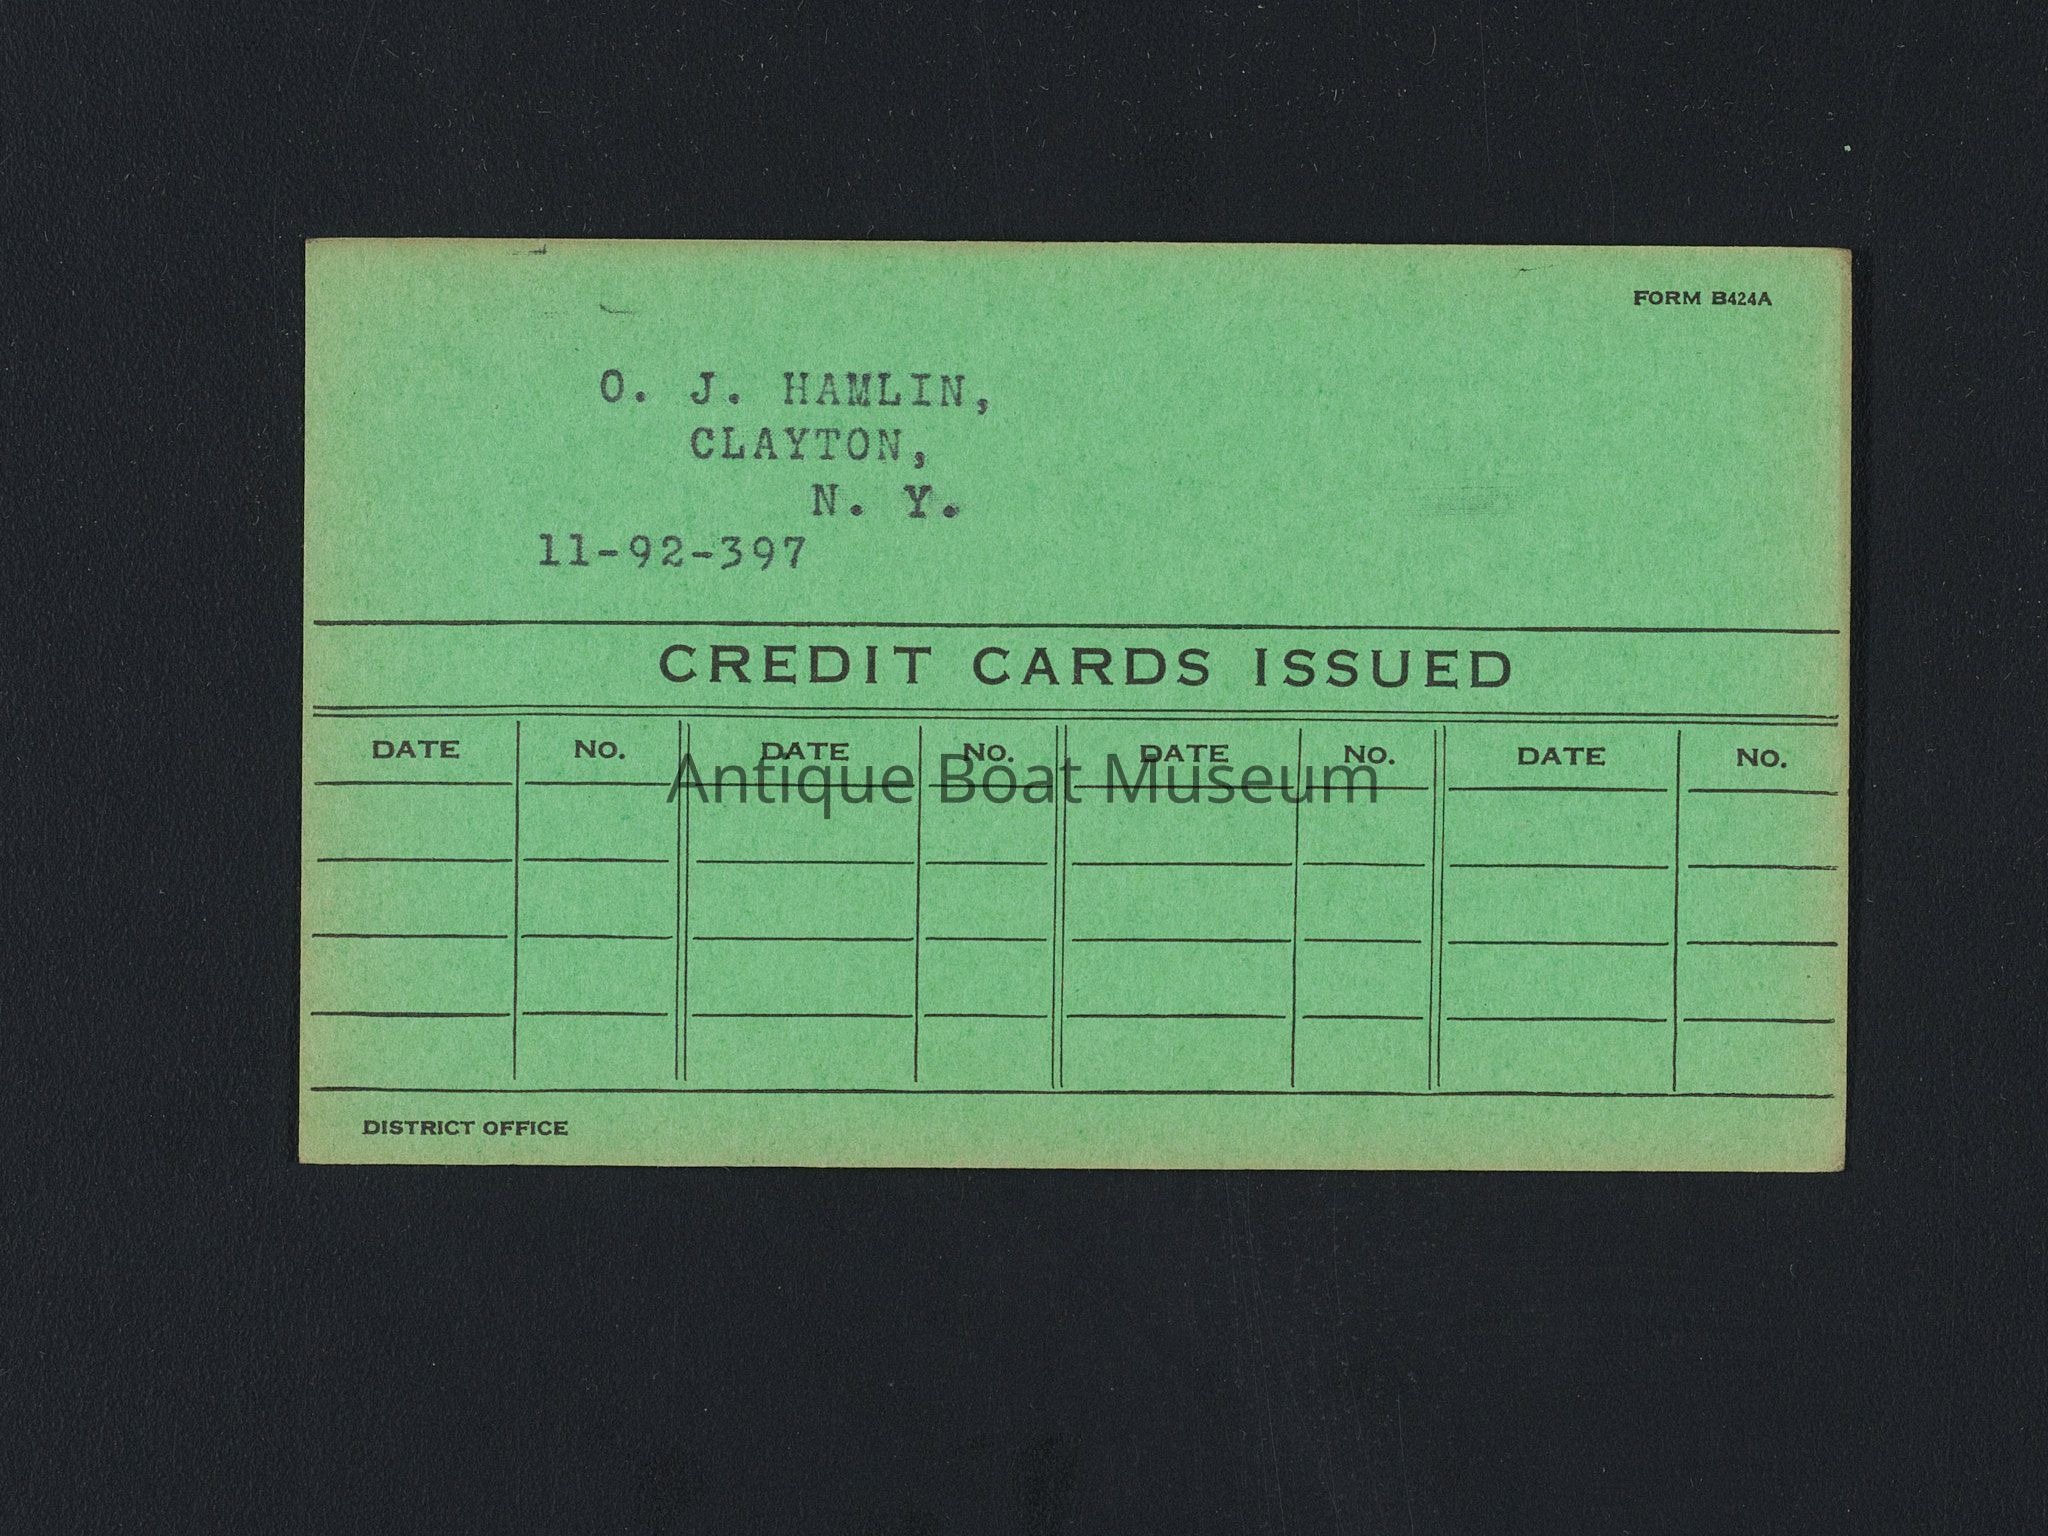 FORM B424A
O. J. HAMLIN,
CLAYTON,
N. Y.
11-92-397
CREDIT CARDS ISSUED
DATE NO. DATE NO. DATE NO. DATE NO.
Antique Boat Museum
DISTRICT OFFICE